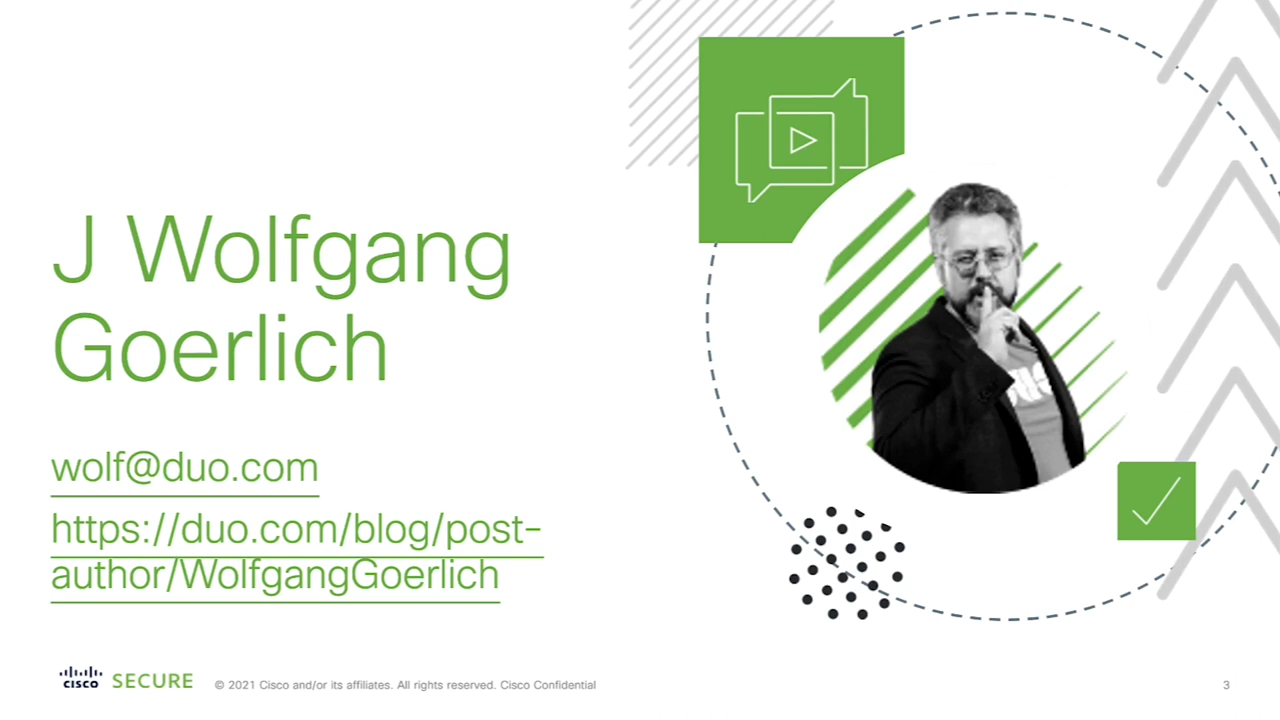 J Wolfgang
Goerlich
wolf@duo.com
https://duo.com/blog/post-
author/WolfgangGoerlich
CISCO SECURE
© 2021 Cisco and/or its affiliates. All rights reserved. Cisco Confidential
3